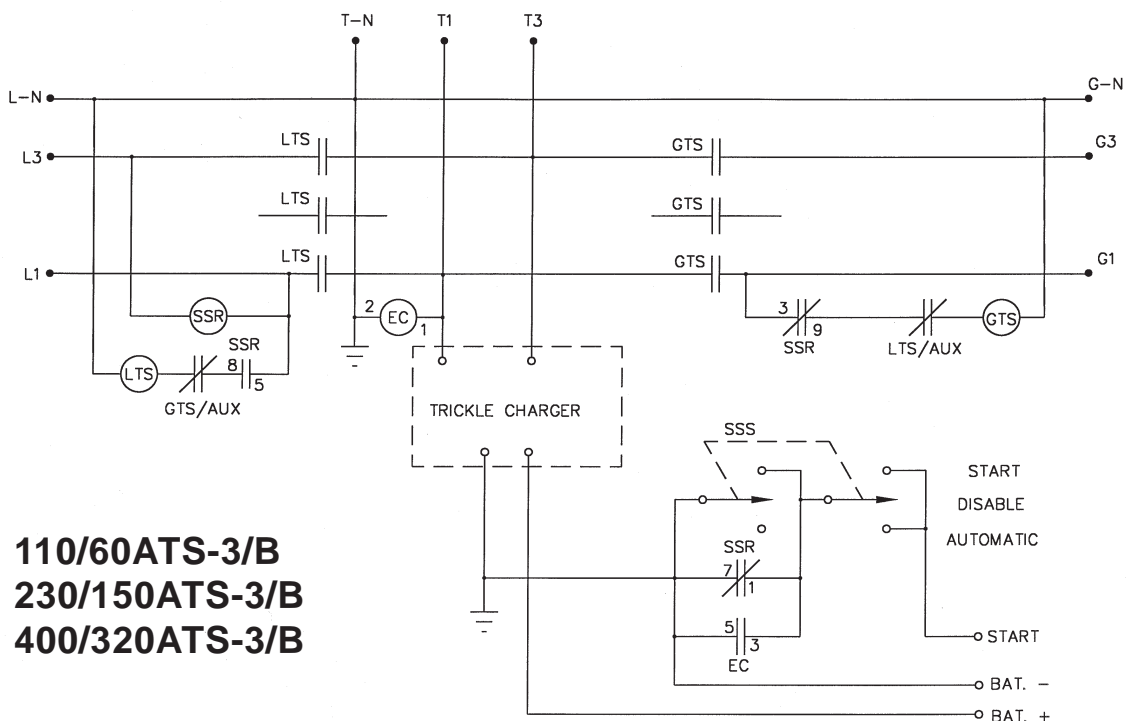 T-N T1 T3
L-N G-N
LTS GTS G3
L3
LTS GTS
LTS GTS G1
L1
2 EC 1
SSR
3 9
SSR
LTS/AUX
GTS
SSR
LTS 8 5
GTS/AUX
TRICKLE CHARGER
SSS
START
DISABLE
AUTOMATIC
SSR
7 1
5 3
EC
START
BAT. -
BAT. +
110/60ATS-3/B
230/150ATS-3/B
400/320ATS-3/B